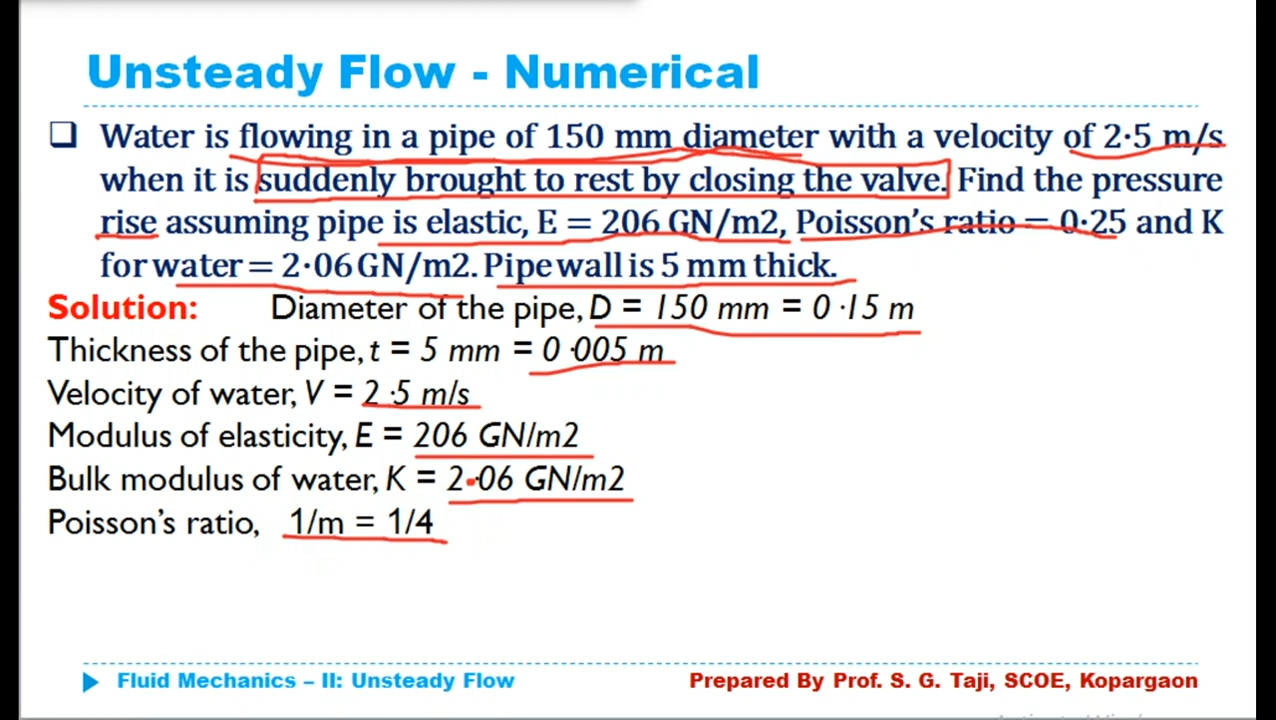 Unsteady Flow - Numerical
❑ Water is flowing in a pipe of 150 mm diameter with a velocity of 2·5 m/s
when it is suddenly brought to rest by closing the valve. Find the pressure
rise assuming pipe is elastic, E = 206 GN/m2, Poisson's ratio = 0·25 and K
for water = 2·06 GN/m2. Pipe wall is 5 mm thick.
Solution: Diameter of the pipe, D = 150 mm = 0 ·15 m
Thickness of the pipe, t = 5 mm = 0 ·005 m
Velocity of water, V = 2 ·5 m/s
Modulus of elasticity, E = 206 GN/m2
Bulk modulus of water, K = 2 ·06 GN/m2
Poisson's ratio, 1/m = 1/4
Fluid Mechanics – II: Unsteady Flow
Prepared By Prof. S. G. Taji, SCOE, Kopargaon